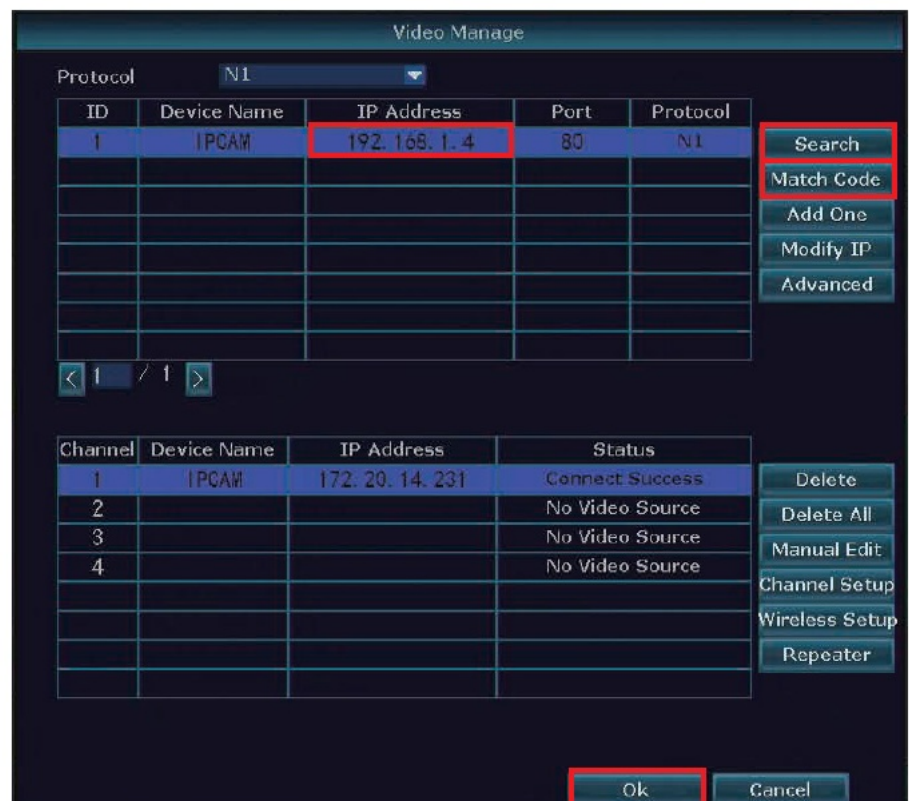 Video Manage
Protocol N1
ID Device Name IP Address Port Protocol
1 IPCAM 192.168.1.4 80 N1
Search
Match Code
Add One
Modify IP
Advanced
< 1 / 1 >
Channel Device Name IP Address Status
1 IPCAM 172.20.14.231 Connect Success Delete
2 No Video Source Delete All
3 No Video Source
Manual Edit
4 No Video Source
Channel Setup
Wireless Setup
Repeater
Ok Cancel